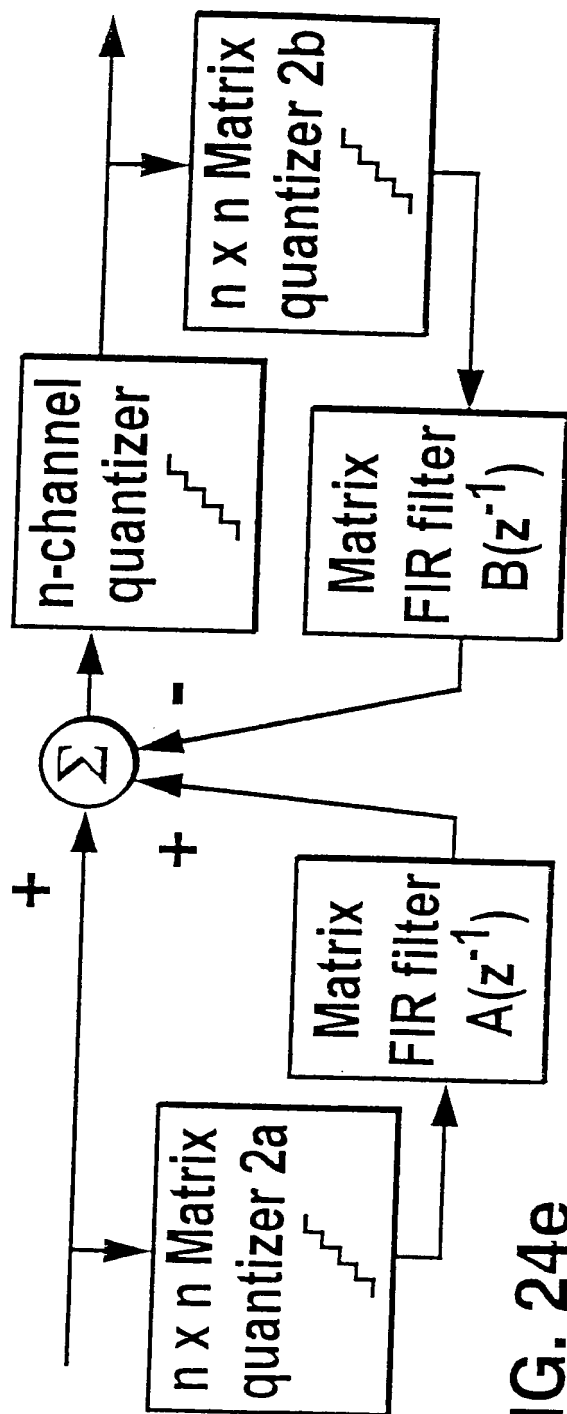 +
Σ
+
-
n-channel
quantizer
n x n Matrix
quantizer 2a
Matrix
FIR filter
A(z⁻¹)
Matrix
FIR filter
B(z⁻¹)
n x n Matrix
quantizer 2b
IG. 24e